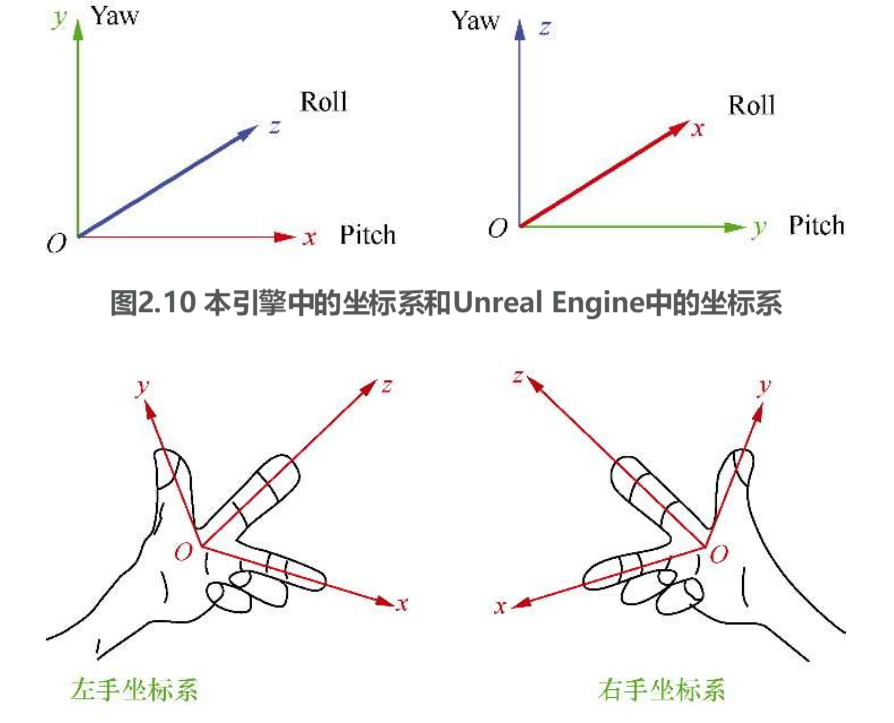 y Yaw
Yaw z
Roll
z
Roll
x
O x Pitch
O y Pitch
图2.10 本引擎中的坐标系和Unreal Engine中的坐标系
y z
z y
O
O
x
x
左手坐标系
右手坐标系